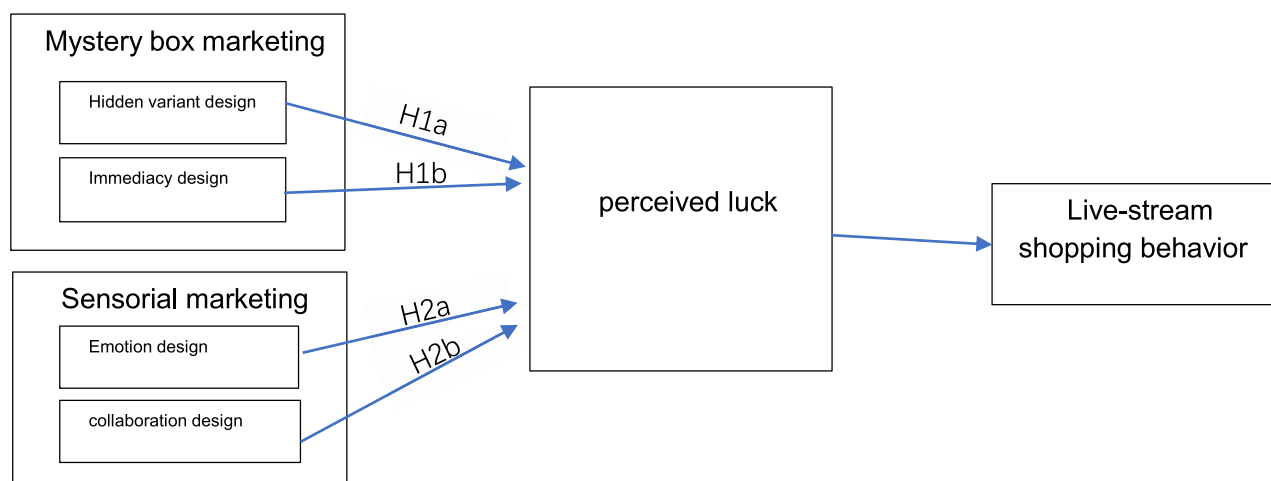 Mystery box marketing
Hidden variant design
Immediacy design
H1a
H1b
Sensorial marketing
Emotion design
collaboration design
H2a
H2b
perceived luck
Live-stream
shopping behavior